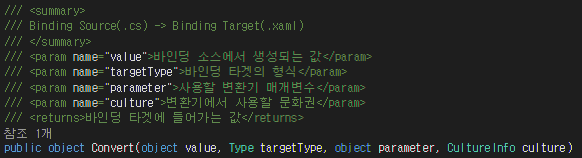 /// <summary>
/// Binding Source(.cs) -> Binding Target(.xaml)
/// </summary>
/// <param name="value">바인딩 소스에서 생성되는 값</param>
/// <param name="targetType">바인딩 타겟의 형식</param>
/// <param name="parameter">사용할 변환기 매개변수</param>
/// <param name="culture">변환기에서 사용할 문화권</param>
/// <returns>바인딩 타겟에 들어가는 값</returns>
참조 1개
public object Convert(object value, Type targetType, object parameter, CultureInfo culture)